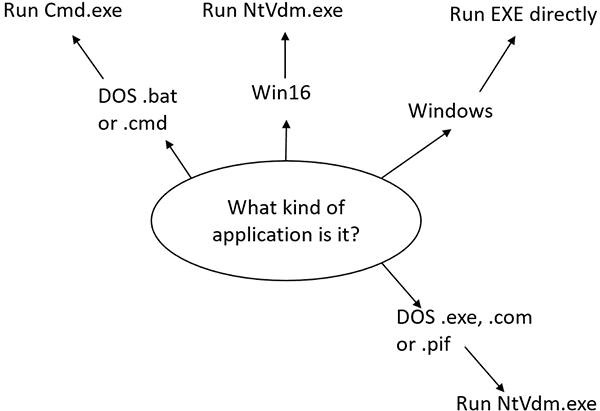 Run Cmd.exe
Run NtVdm.exe
Run EXE directly
DOS .bat
or .cmd
Win16
Windows
What kind of
application is it?
DOS .exe, .com
or .pif
Run NtVdm.exe